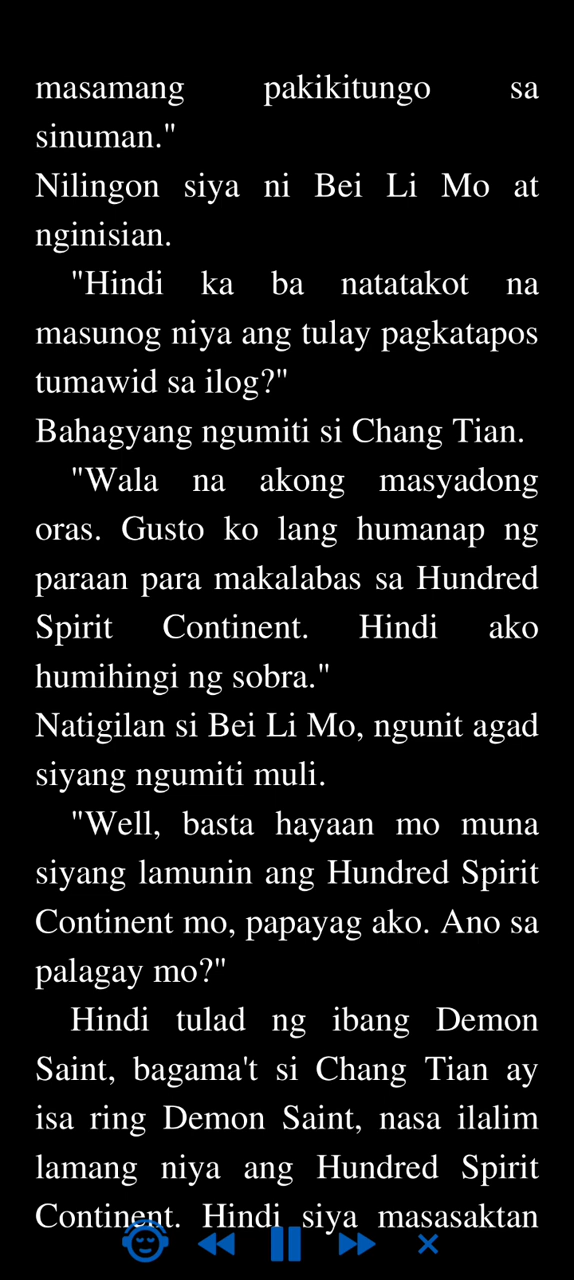 masamang pakikitungo sa
sinuman."
Nilingon siya ni Bei Li Mo at
nginisian.
"Hindi ka ba natatakot na
masunog niya ang tulay pagkatapos
tumawid sa ilog?"
Bahagyang ngumiti si Chang Tian.
"Wala na akong masyadong
oras. Gusto ko lang humanap ng
paraan para makalabas sa Hundred
Spirit Continent. Hindi ako
humihingi ng sobra."
Natigilan si Bei Li Mo, ngunit agad
siyang ngumiti muli.
"Well, basta hayaan mo muna
siyang lamunin ang Hundred Spirit
Continent mo, papayag ako. Ano sa
palagay mo?"
Hindi tulad ng ibang Demon
Saint, bagama't si Chang Tian ay
isa ring Demon Saint, nasa ilalim
lamang niya ang Hundred Spirit
Continent. Hindi siya masasaktan